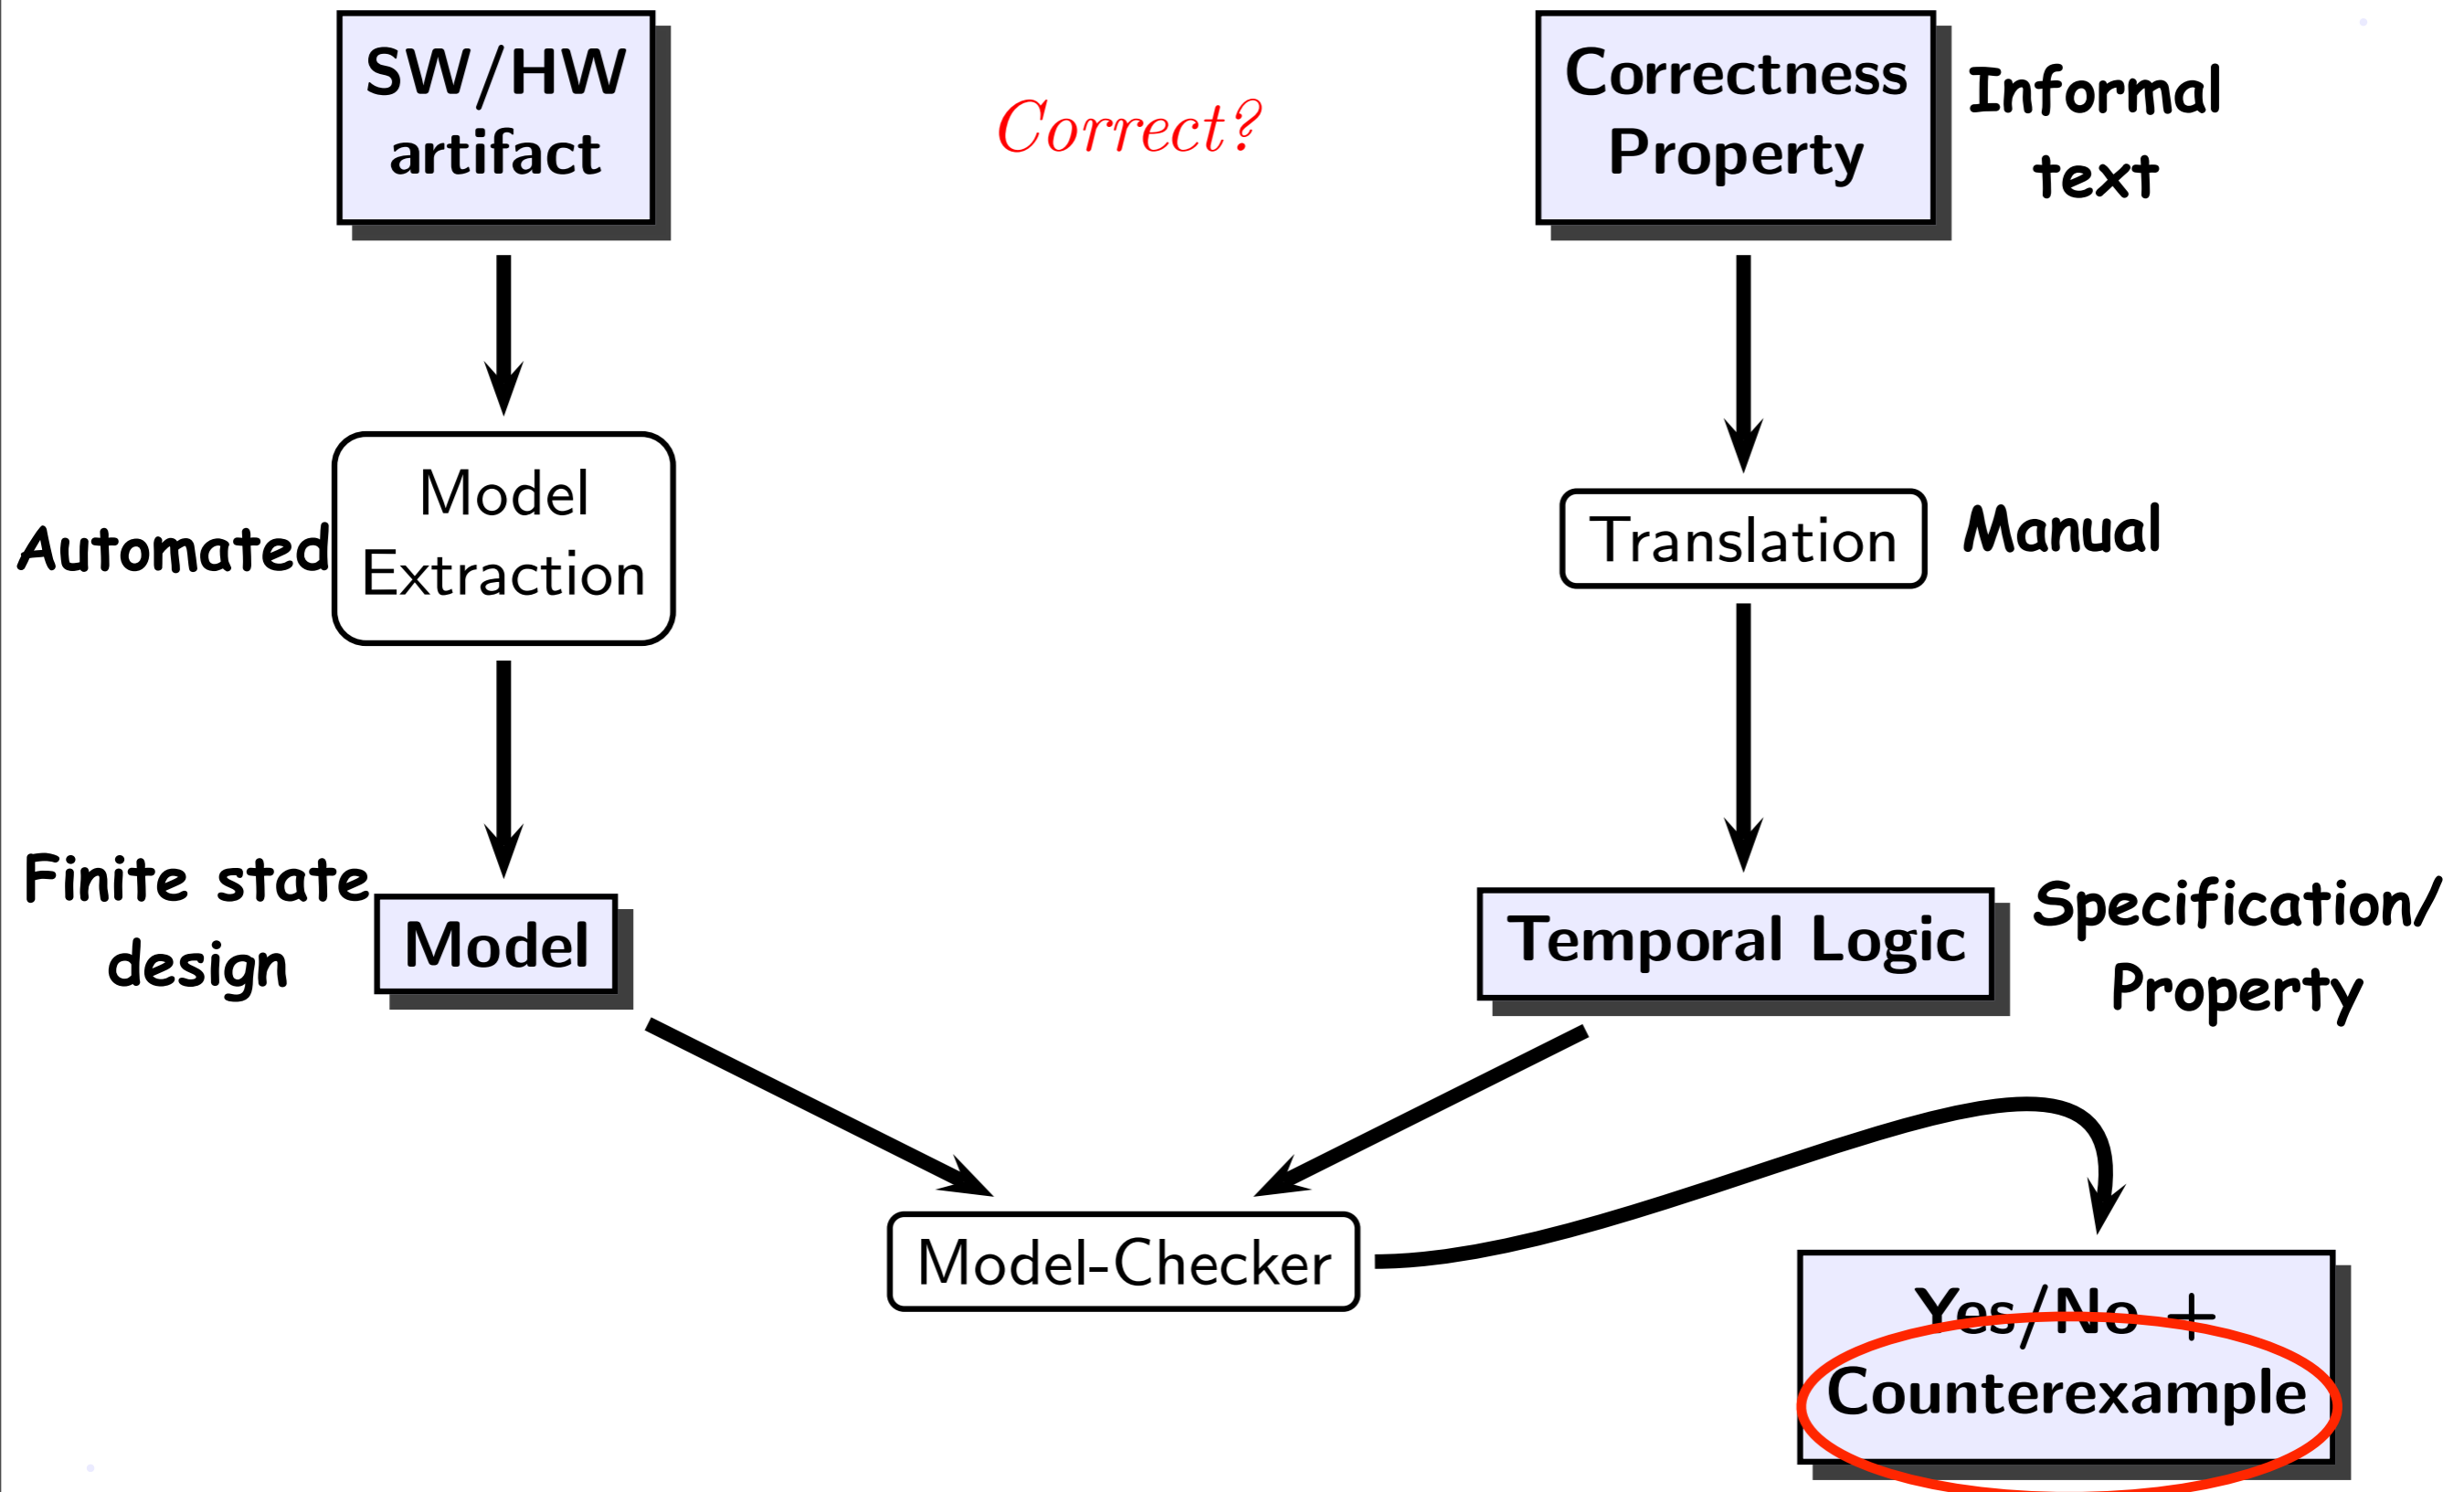 SW/HW
artifact
Correct?
Correctness
Property
Informal
text
Automated
Model
Extraction
Translation
Manual
Finite state
design
Model
Temporal Logic
Specification/
Property
Model-Checker
Yes/No +
Counterexample